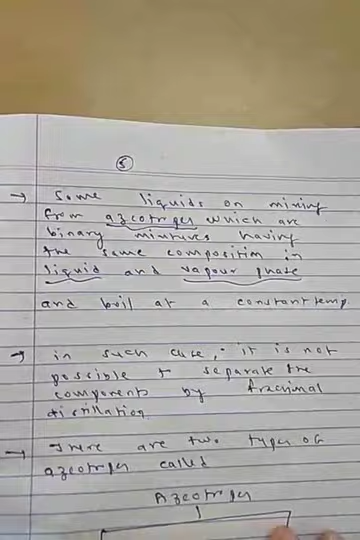 5
→ Some liquids on mixing
from azeotropes which are
binary mixtures having
the same composition in
liquid and vapour phase
and boil at a constant temp.
→ in such case, it is not
possible to separate the
components by fractional
distillation
→ There are two types of
azeotropes called
Azeotropes